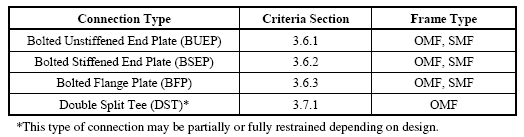 Connection Type Criteria Section Frame Type
Bolted Unstiffened End Plate (BUEP) 3.6.1 OMF, SMF
Bolted Stiffened End Plate (BSEP) 3.6.2 OMF, SMF
Bolted Flange Plate (BFP) 3.6.3 OMF, SMF
Double Split Tee (DST)* 3.7.1 OMF
*This type of connection may be partially or fully restrained depending on design.